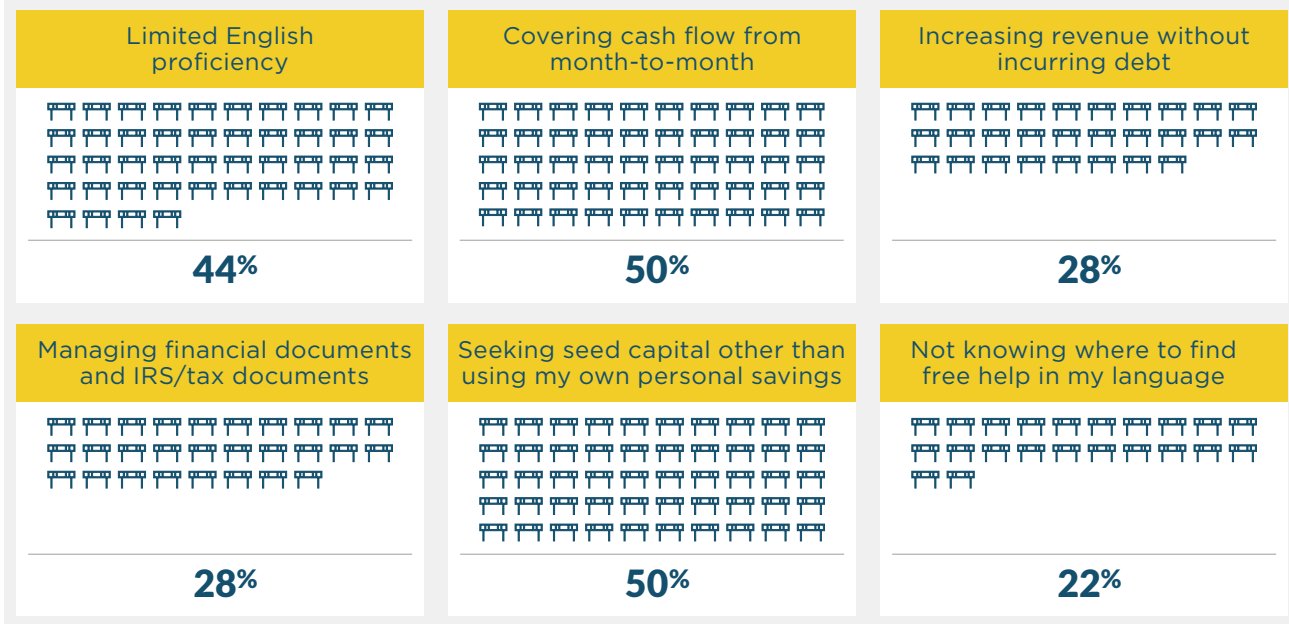 Limited English
proficiency
44%
Covering cash flow from
month-to-month
50%
Increasing revenue without
incurring debt
28%
Managing financial documents
and IRS/tax documents
28%
Seeking seed capital other than
using my own personal savings
50%
Not knowing where to find
free help in my language
22%